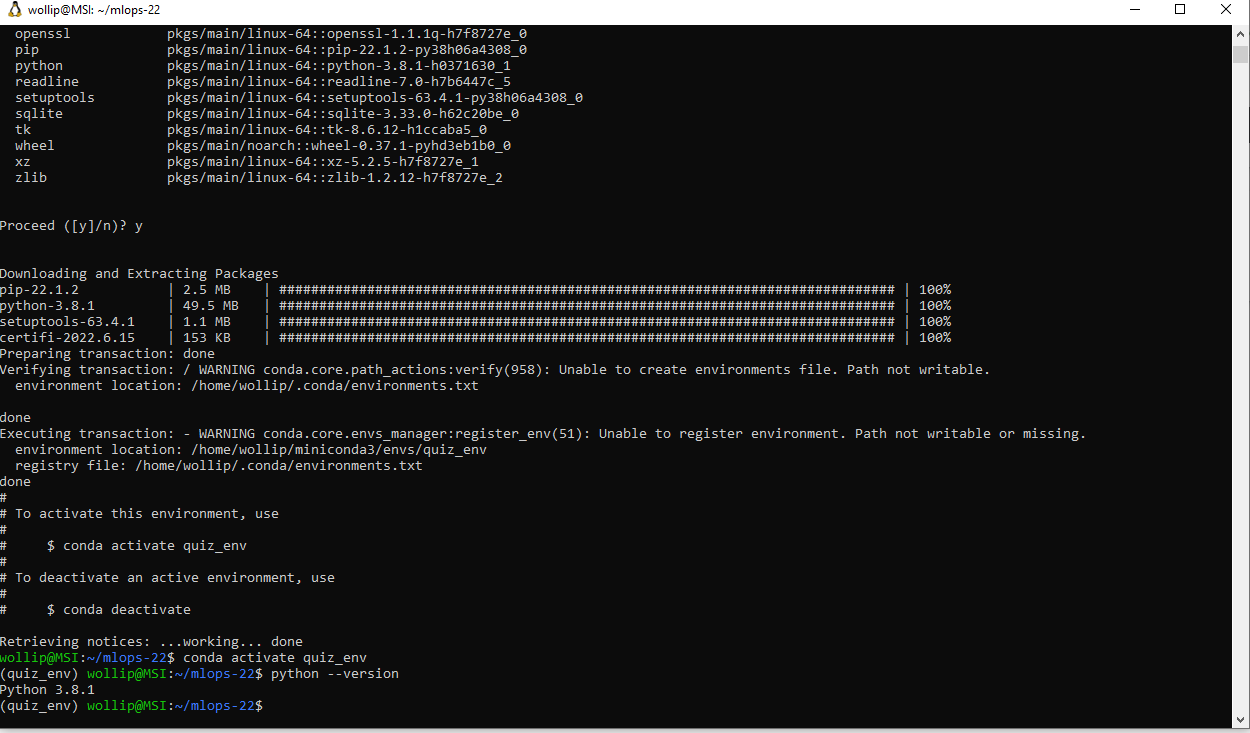 wollip@MSI: ~/mlops-22
openssl pkgs/main/linux-64::openssl-1.1.1q-h7f8727e_0
pip pkgs/main/linux-64::pip-22.1.2-py38h06a4308_0
python pkgs/main/linux-64::python-3.8.1-h0371630_1
readline pkgs/main/linux-64::readline-7.0-h7b6447c_5
setuptools pkgs/main/linux-64::setuptools-63.4.1-py38h06a4308_0
sqlite pkgs/main/linux-64::sqlite-3.33.0-h62c20be_0
tk pkgs/main/linux-64::tk-8.6.12-h1ccaba5_0
wheel pkgs/main/noarch::wheel-0.37.1-pyhd3eb1b0_0
xz pkgs/main/linux-64::xz-5.2.5-h7f8727e_1
zlib pkgs/main/linux-64::zlib-1.2.12-h7f8727e_2
Proceed ([y]/n)? y
Downloading and Extracting Packages
pip-22.1.2 | 2.5 MB | ############################################################################# | 100%
python-3.8.1 | 49.5 MB | ############################################################################# | 100%
setuptools-63.4.1 | 1.1 MB | ############################################################################# | 100%
certifi-2022.6.15 | 153 KB | ############################################################################# | 100%
Preparing transaction: done
Verifying transaction: / WARNING conda.core.path_actions:verify(958): Unable to create environments file. Path not writable.
environment location: /home/wollip/.conda/environments.txt
done
Executing transaction: - WARNING conda.core.envs_manager:register_env(51): Unable to register environment. Path not writable or missing.
environment location: /home/wollip/miniconda3/envs/quiz_env
registry file: /home/wollip/.conda/environments.txt
done
#
# To activate this environment, use
#
# $ conda activate quiz_env
#
# To deactivate an active environment, use
#
# $ conda deactivate
Retrieving notices: ...working... done
wollip@MSI:~/mlops-22$ conda activate quiz_env
(quiz_env) wollip@MSI:~/mlops-22$ python --version
Python 3.8.1
(quiz_env) wollip@MSI:~/mlops-22$